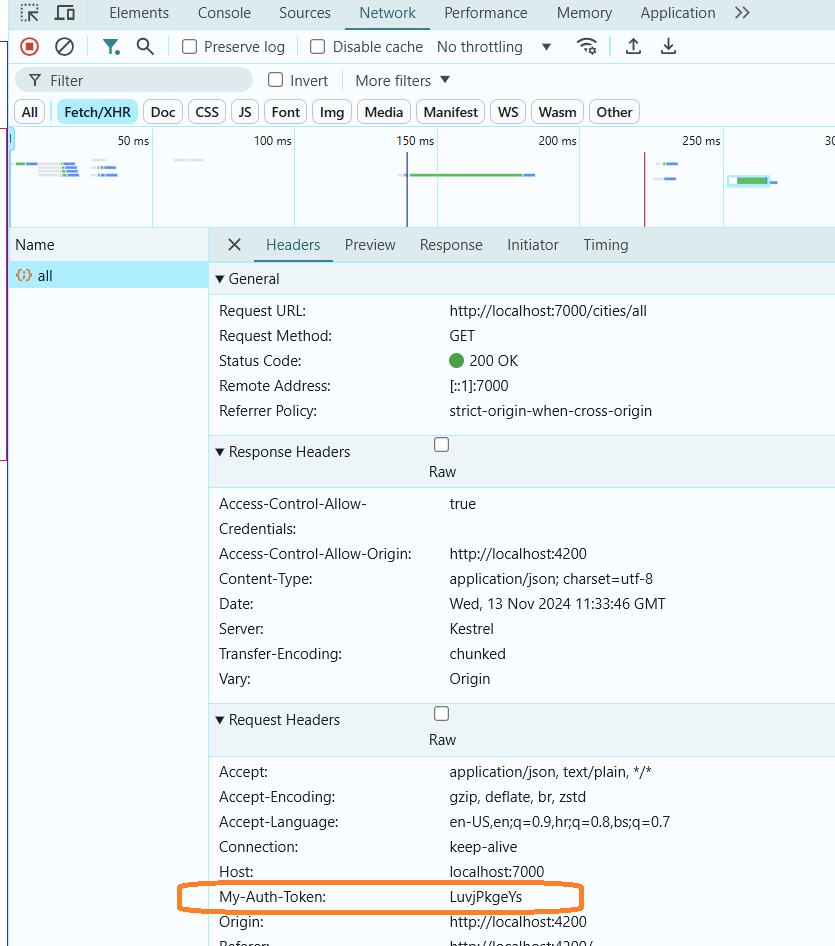 Elements Console Sources Network Performance Memory Application
Preserve log Disable cache No throttling
Filter Invert More filters
All Fetch/XHR Doc CSS JS Font Img Media Manifest WS Wasm Other
50 ms 100 ms 150 ms 200 ms 250 ms 30
Name Headers Preview Response Initiator Timing
all
General
Request URL: http://localhost:7000/cities/all
Request Method: GET
Status Code: 200 OK
Remote Address: [::1]:7000
Referrer Policy: strict-origin-when-cross-origin
Response Headers
Raw
Access-Control-Allow- true
Credentials:
Access-Control-Allow-Origin: http://localhost:4200
Content-Type: application/json; charset=utf-8
Date: Wed, 13 Nov 2024 11:33:46 GMT
Server: Kestrel
Transfer-Encoding: chunked
Vary: Origin
Request Headers
Raw
Accept: application/json, text/plain, */*
Accept-Encoding: gzip, deflate, br, zstd
Accept-Language: en-US,en;q=0.9,hr;q=0.8,bs;q=0.7
Connection: keep-alive
Host: localhost:7000
My-Auth-Token: LuvjPkgeYs
Origin: http://localhost:4200
Referer: http://localhost:4200/